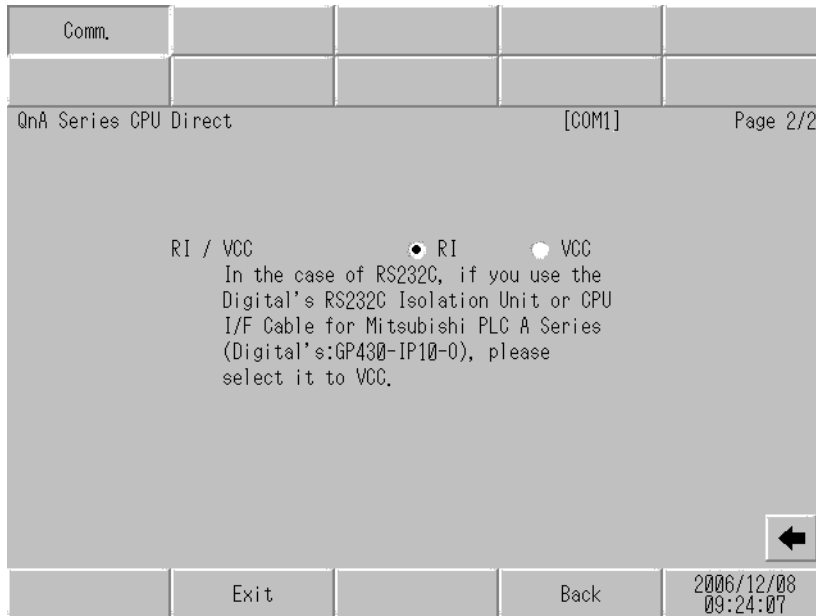 Comm.
QnA Series CPU Direct [COM1] Page 2/2
RI / VCC RI VCC
In the case of RS232C, if you use the
Digital's RS232C Isolation Unit or CPU
I/F Cable for Mitsubishi PLC A Series
(Digital's:GP430-IP10-O), please
select it to VCC.
Exit Back 2006/12/08
09:24:07